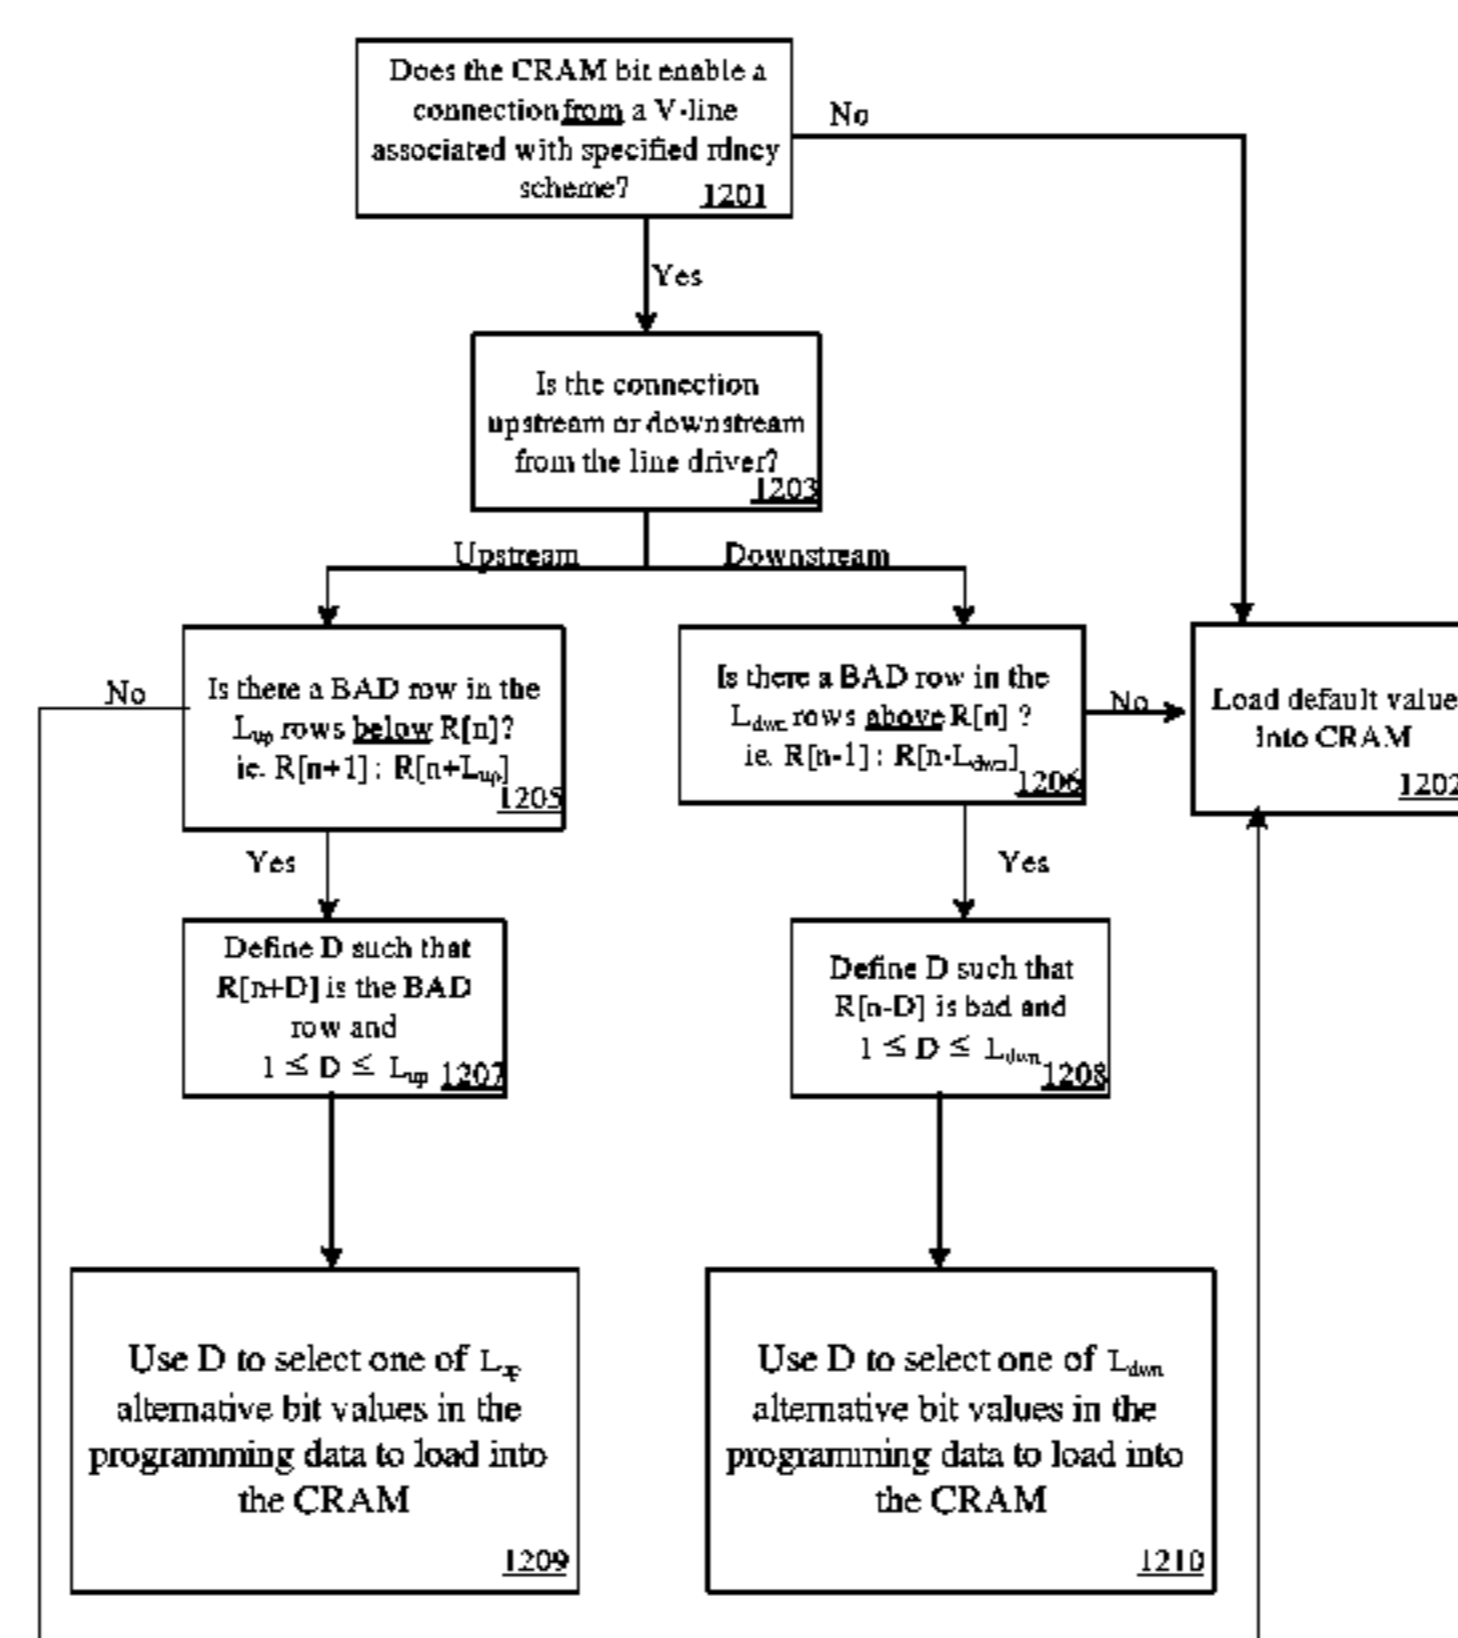 Does the CRAM bit enable a
connection from a V-line
associated with specified rdncy
scheme?
1201
No
Yes
Is the connection
upstream or downstream
from the line driver?
1203
Upstream
Downstream
Is there a BAD row in the
Lup rows below R[n]?
ie. R[n+1] : R[n+Lup]
1205
No
Is there a BAD row in the
Ldwn rows above R[n] ?
ie. R[n-1] : R[n-Ldwn]
1206
No
Load default value
into CRAM
1202
Yes
Yes
Define D such that
R[n+D] is the BAD
row and
1 ≤ D ≤ Lup
1207
Define D such that
R[n-D] is bad and
1 ≤ D ≤ Ldwn
1208
Use D to select one of Lup
alternative bit values in the
programming data to load into
the CRAM
1209
Use D to select one of Ldwn
alternative bit values in the
programming data to load into
the CRAM
1210